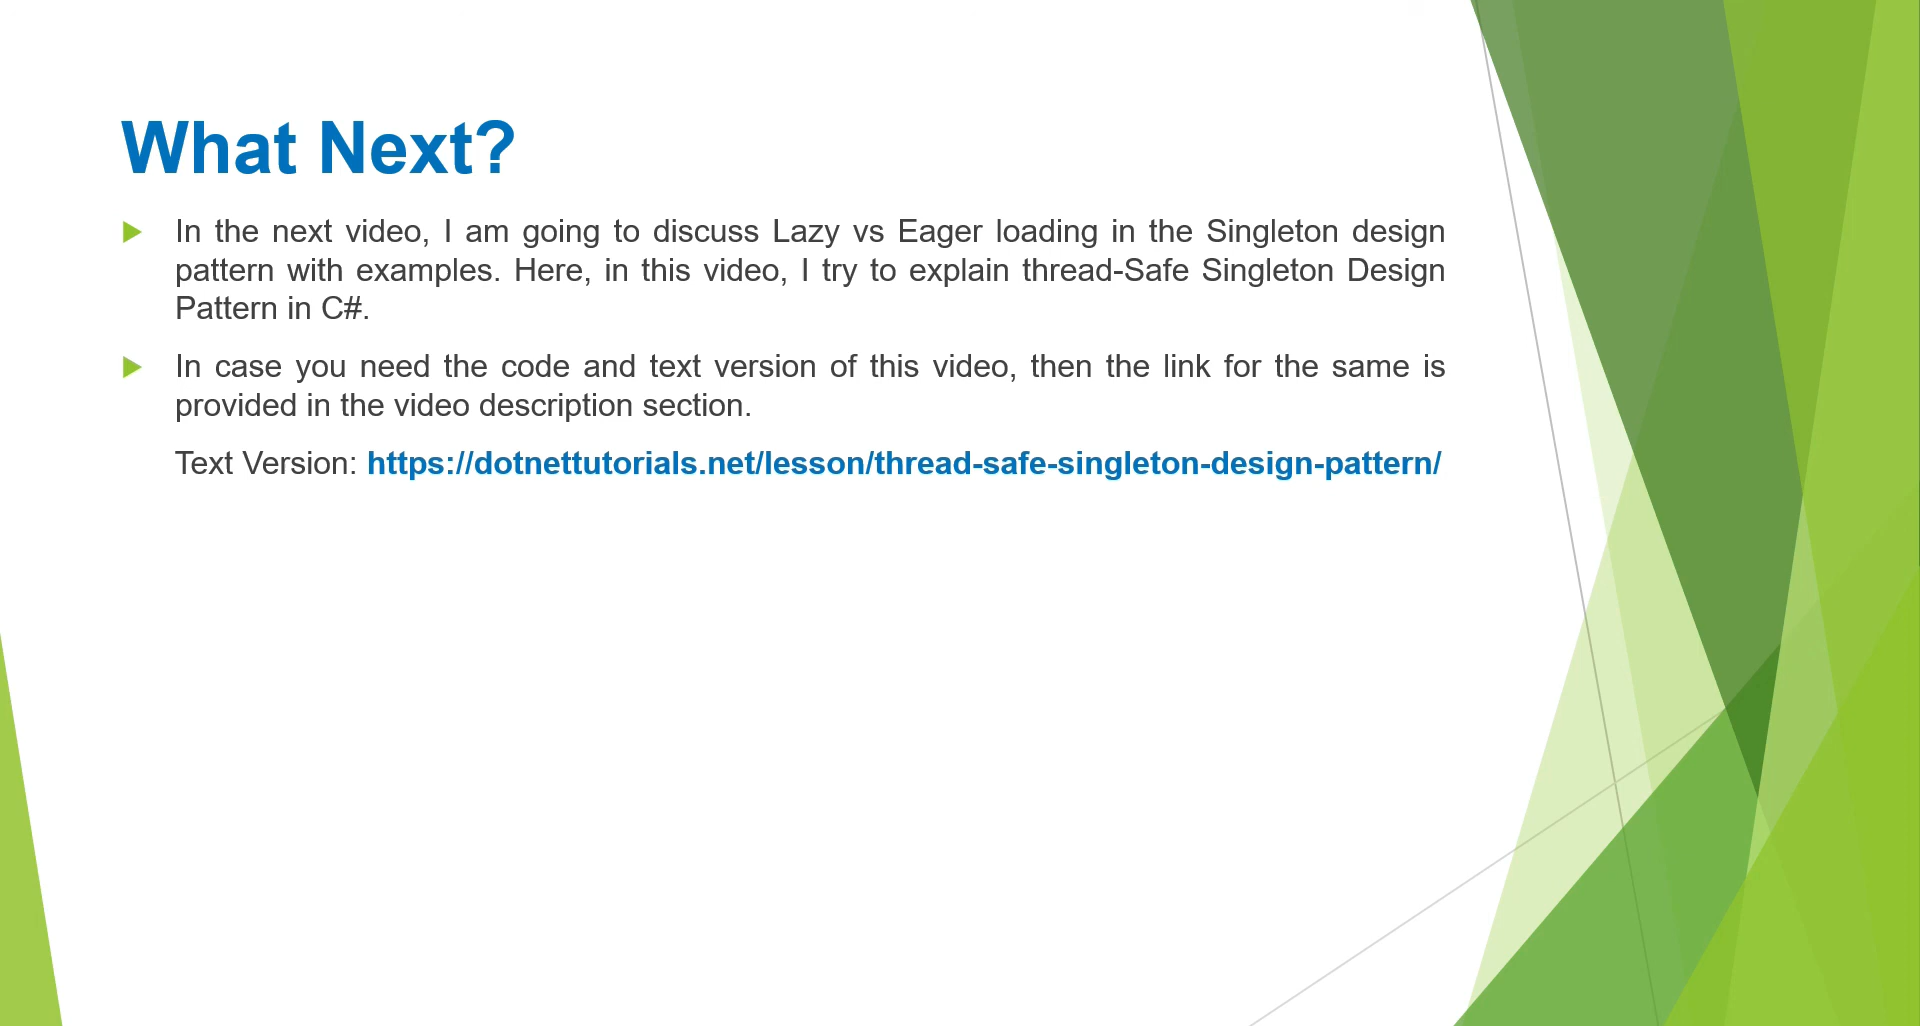 What Next?
In the next video, I am going to discuss Lazy vs Eager loading in the Singleton design
pattern with examples. Here, in this video, I try to explain thread-Safe Singleton Design
Pattern in C#.
In case you need the code and text version of this video, then the link for the same is
provided in the video description section.
Text Version: https://dotnettutorials.net/lesson/thread-safe-singleton-design-pattern/